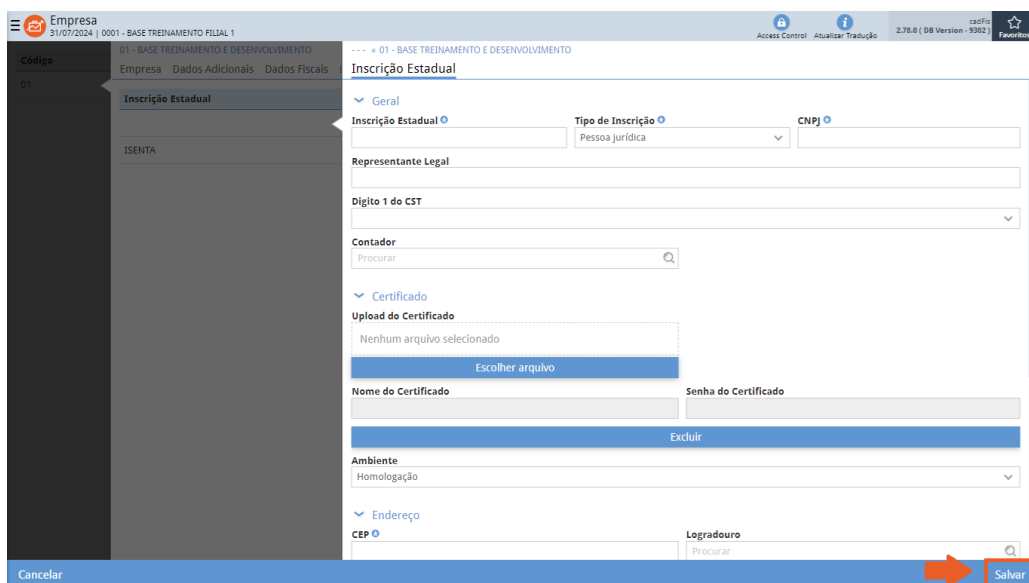 Empresa
31/07/2024 | 0001 - BASE TREINAMENTO FILIAL 1
Access Control
Atualizar Tradução
cadFis
2.78.0 ( DB Version - 9302 )
Favoritos
Código
01
01 - BASE TREINAMENTO E DESENVOLVIMENTO
Empresa Dados Adicionais Dados Fiscais
Inscrição Estadual
ISENTA
--- « 01 - BASE TREINAMENTO E DESENVOLVIMENTO
Inscrição Estadual
Geral
Inscrição Estadual Tipo de Inscrição CNPJ
Pessoa jurídica
Representante Legal
Digito 1 do CST
Contador
Procurar
Certificado
Upload do Certificado
Nenhum arquivo selecionado
Escolher arquivo
Nome do Certificado Senha do Certificado
Excluir
Ambiente
Homologação
Endereço
CEP Logradouro
Procurar
Cancelar Salvar